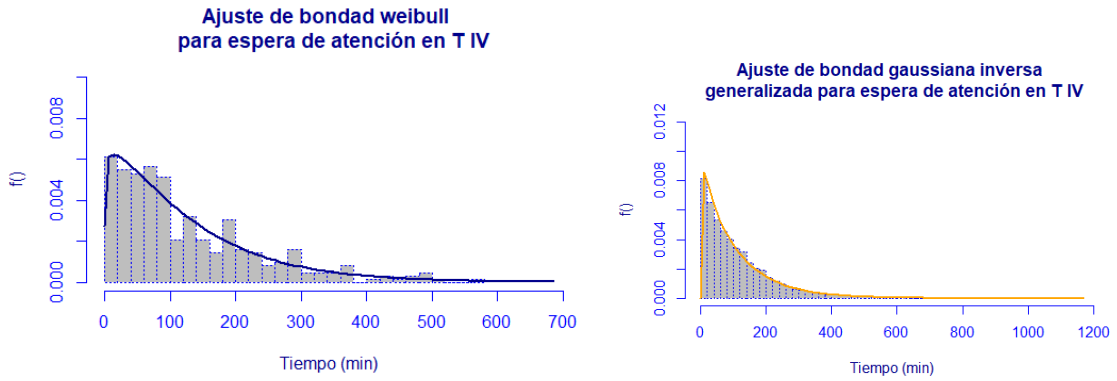 Ajuste de bondad weibull
para espera de atención en T IV
f()
0.008
0.004
0.000
0 100 200 300 400 500 600 700
Tiempo (min)
Ajuste de bondad gaussiana inversa
generalizada para espera de atención en T IV
f()
0.012
0.008
0.004
0.000
0 200 400 600 800 1000 1200
Tiempo (min)